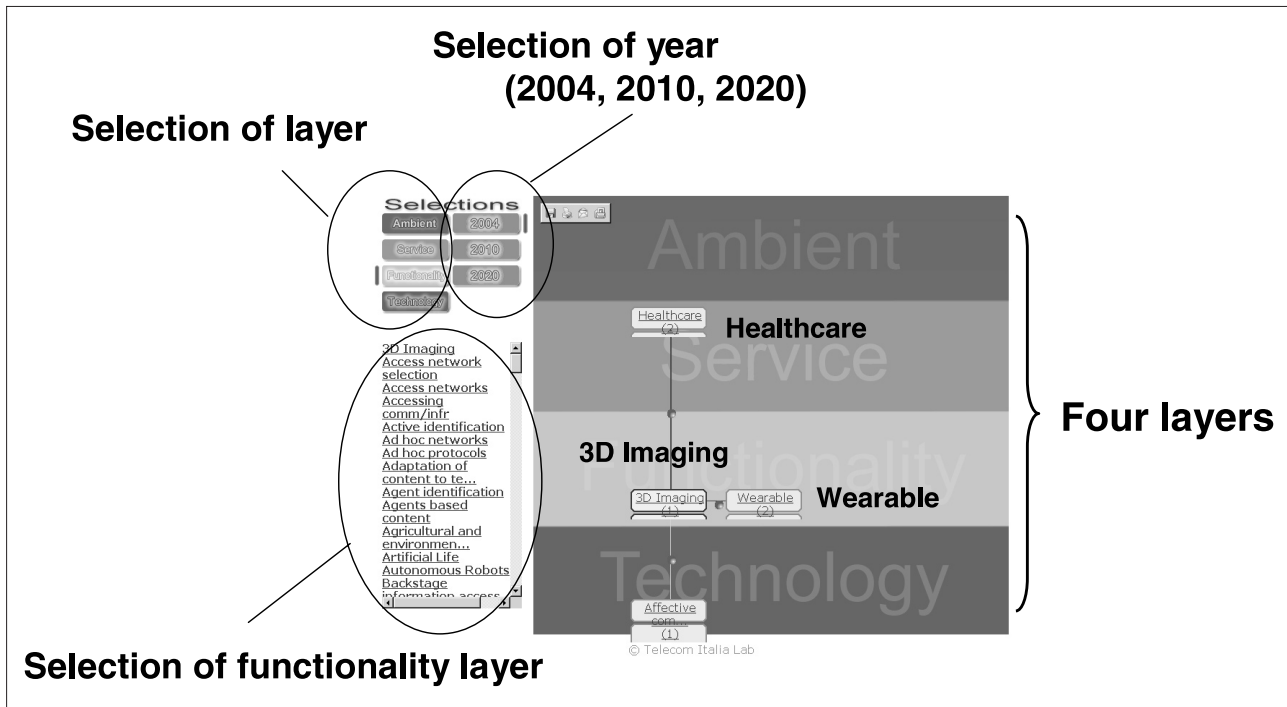 Selection of year
(2004, 2010, 2020)
Selection of layer
Selections
Ambient
2004
Service
2010
Functionality
2020
Technology
3D Imaging
Access network
selection
Access networks
Accessing
comm/infr
Active identification
Ad hoc networks
Ad hoc protocols
Adaptation of
content to te...
Agent identification
Agents based
content
Agricultural and
environmen...
Artificial Life
Autonomous Robots
Backstage
information access
Selection of functionality layer
Ambient
Healthcare
(2)
Healthcare
Service
3D Imaging
Functionality
3D Imaging
(1)
Wearable
(2)
Wearable
Technology
Affective
com...
(1)
© Telecom Italia Lab
Four layers